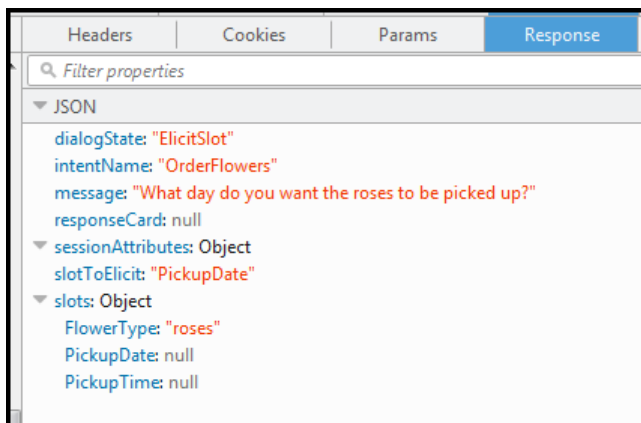 Headers Cookies Params Response
Filter properties
JSON
dialogState: "ElicitSlot"
intentName: "OrderFlowers"
message: "What day do you want the roses to be picked up?"
responseCard: null
sessionAttributes: Object
slotToElicit: "PickupDate"
slots: Object
FlowerType: "roses"
PickupDate: null
PickupTime: null